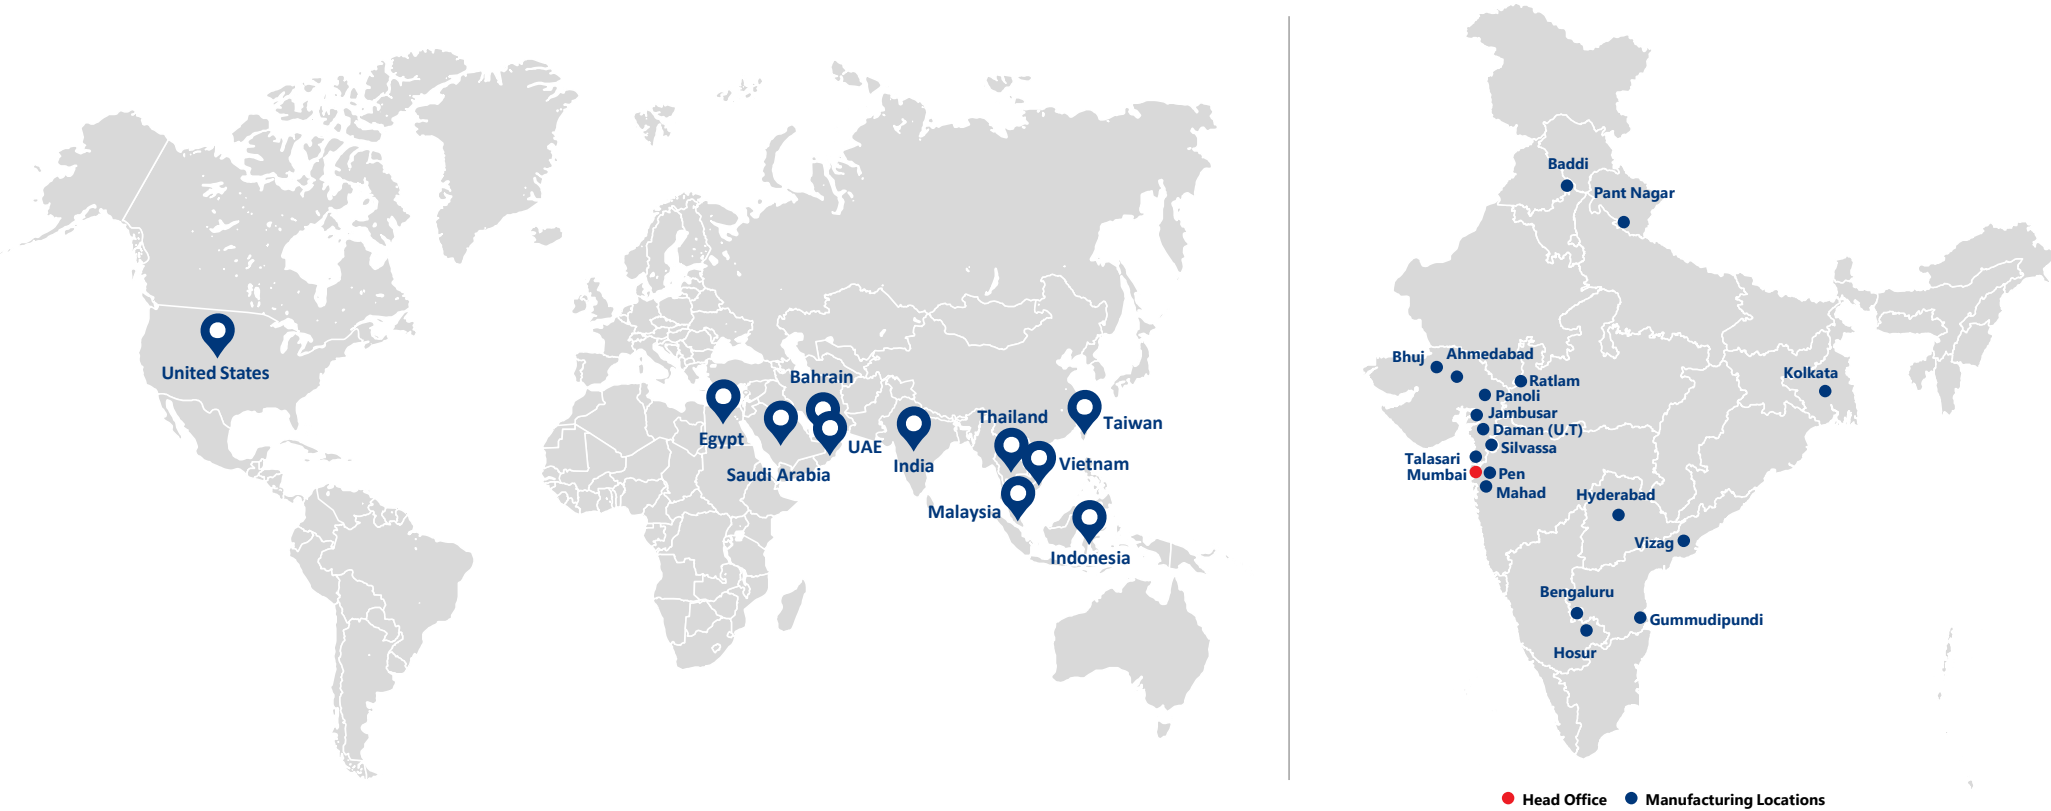 United States
Bahrain
Egypt
UAE
Saudi Arabia
India
Thailand
Taiwan
Vietnam
Malaysia
Indonesia
Baddi
Pant Nagar
Bhuj
Ahmedabad
Ratlam
Panoli
Jambusar
Daman (U.T)
Silvassa
Talasari
Mumbai
Pen
Mahad
Kolkata
Hyderabad
Vizag
Bengaluru
Gummudipundi
Hosur
Head Office
Manufacturing Locations